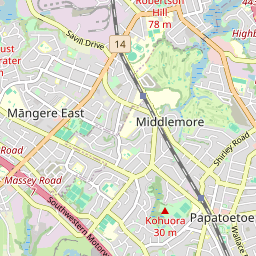 Robertson
Hill
78 m
Highb
44
Savill Drive
14
ust
rater
m
Māngere East
Middlemore
Shirley Road
Road
Massey Road
Southwestern Motorw
Kohuora
30 m
Papatoetoe
Wallace